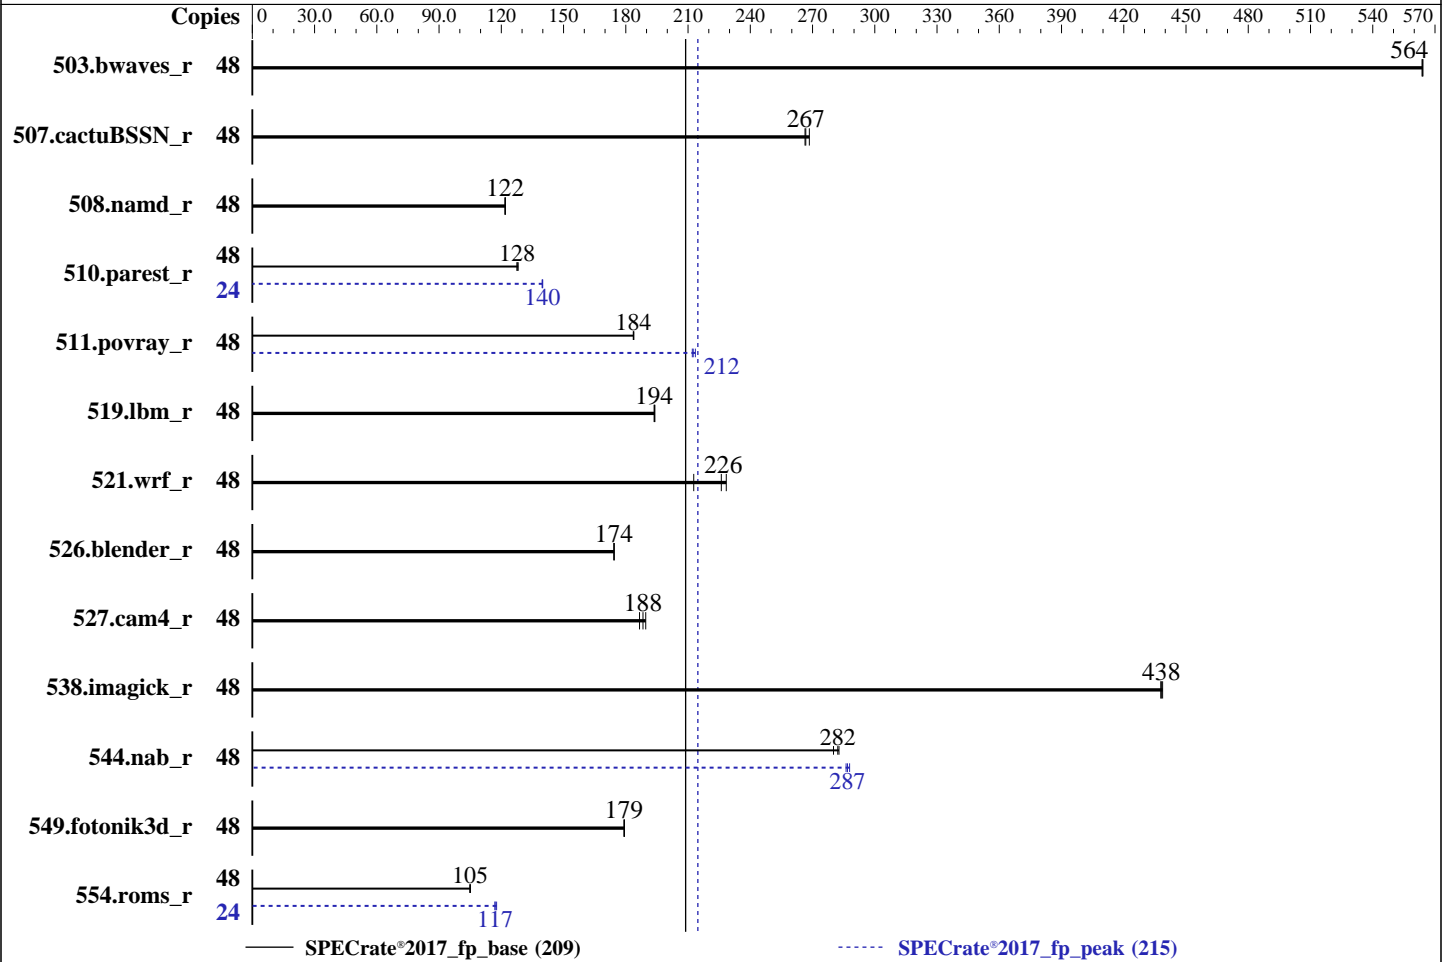 Copies 0 30.0 60.0 90.0 120 150 180 210 240 270 300 330 360 390 420 450 480 510 540 570
503.bwaves_r 48 564
507.cactuBSSN_r 48 267
508.namd_r 48 122
510.parest_r 48 128
24 140
511.povray_r 48 184
212
519.lbm_r 48 194
521.wrf_r 48 226
526.blender_r 48 174
527.cam4_r 48 188
538.imagick_r 48 438
544.nab_r 48 282
287
549.fotonik3d_r 48 179
554.roms_r 48 105
24 117
SPECrate®2017_fp_base (209) SPECrate®2017_fp_peak (215)